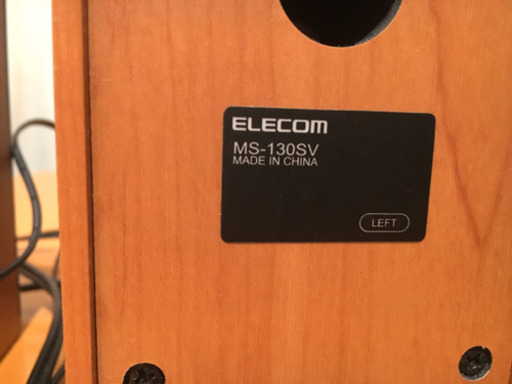 ELECOM
MS-130SV
MADE IN CHINA
LEFT